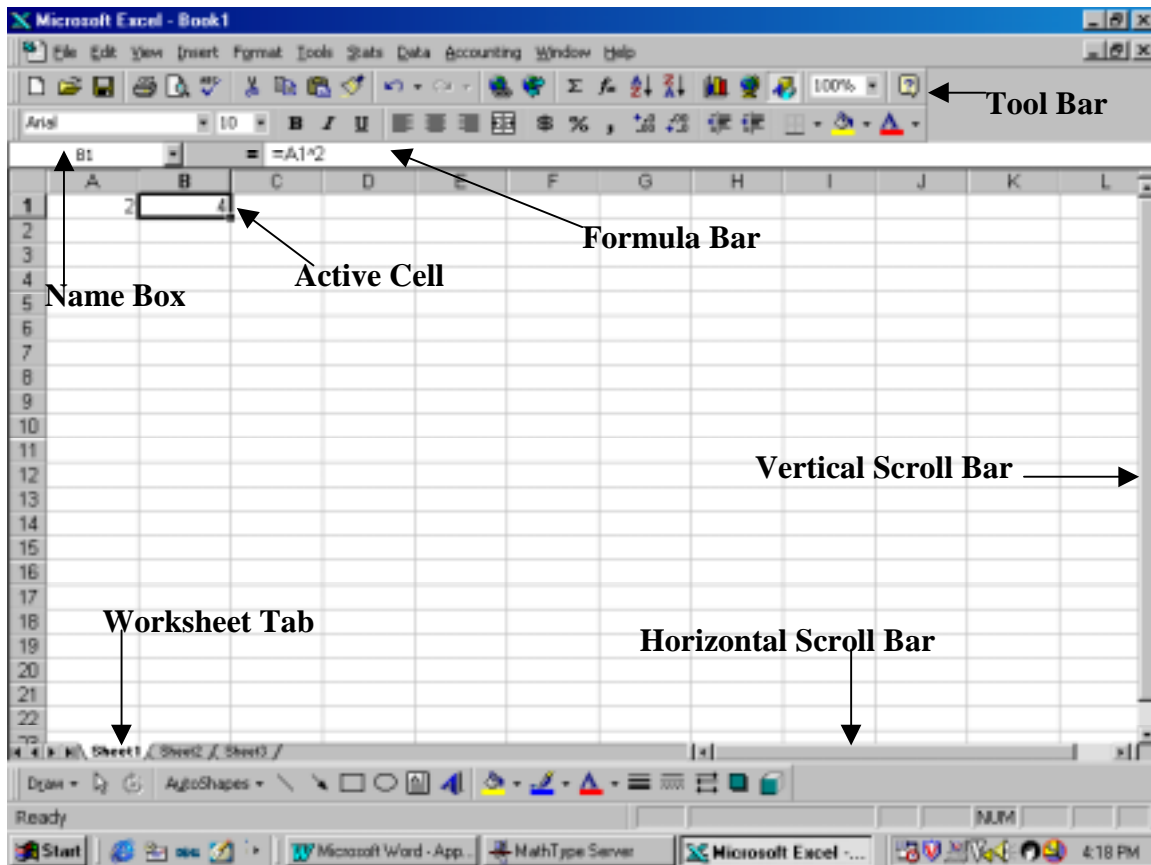 Microsoft Excel - Book1
File Edit View Insert Format Tools Stats Data Accounting Window Help
100%
Tool Bar
Arial 10 B I U $ % ,
B1 = =A1^2
A B C D E F G H I J K L
1 2 4
2
Formula Bar
3
Active Cell
4
Name Box
5
6
7
8
9
10
11
Vertical Scroll Bar
12
13
14
15
16
17
Worksheet Tab
18
Horizontal Scroll Bar
19
20
21
22
23
Sheet1 Sheet2 Sheet3
Draw AutoShapes
Ready NUM
Start Microsoft Word - App... MathType Server Microsoft Excel -... 4:18 PM